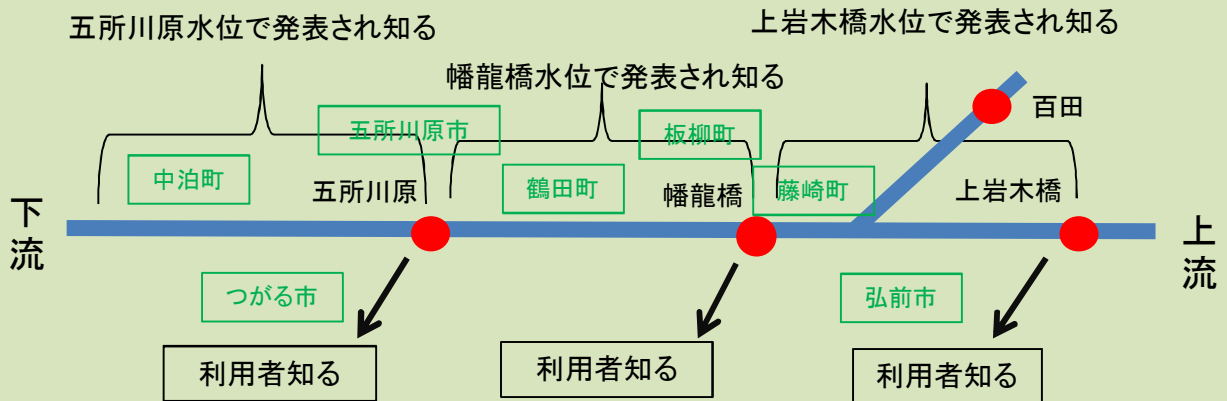 五所川原水位で発表され知る
上岩木橋水位で発表され知る
幡龍橋水位で発表され知る
百田
五所川原市
板柳町
中泊町
五所川原
鶴田町
幡龍橋
藤崎町
上岩木橋
下流
上流
つがる市
弘前市
利用者知る
利用者知る
利用者知る